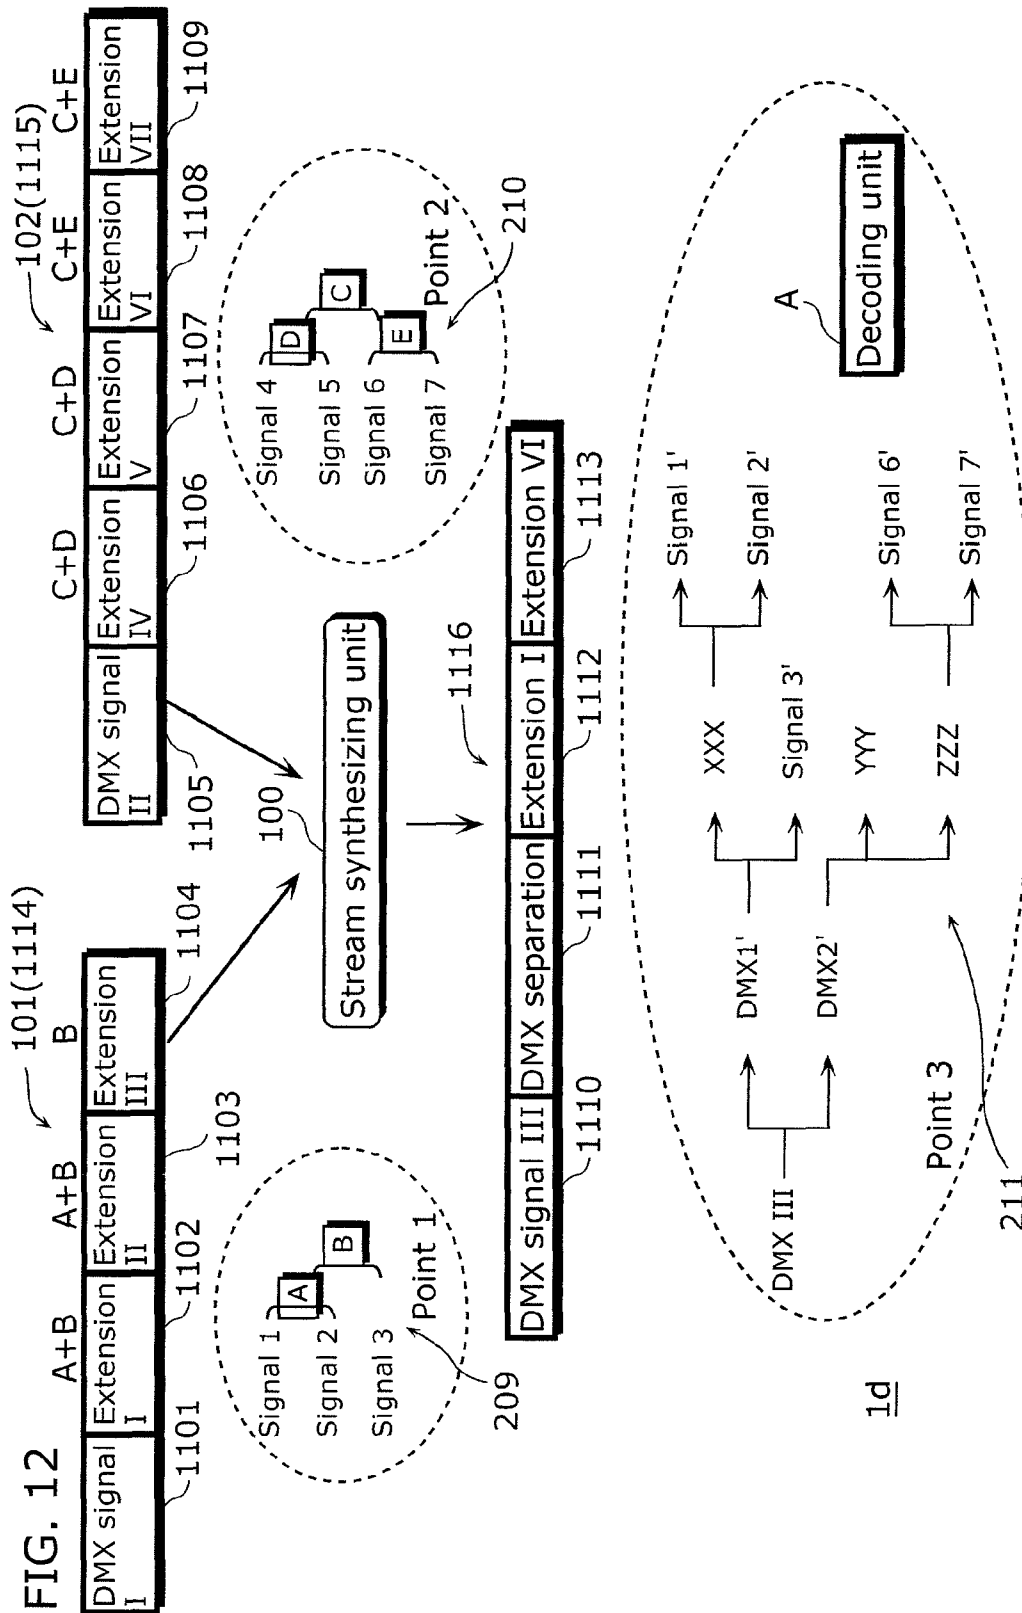 FIG. 12
101(1114)
102(1115)
A+B
A+B
B
C+D
C+D
C+E
C+E
DMX signal
I
Extension
I
Extension
II
Extension
III
DMX signal
II
Extension
IV
Extension
V
Extension
VI
Extension
VII
1101
1102
1103
1104
1105
1106
1107
1108
1109
Signal 1
Signal 2
Signal 3
A
B
Point 1
209
100
Stream synthesizing unit
Signal 4
Signal 5
Signal 6
Signal 7
D
C
E
Point 2
210
1116
DMX signal III
DMX separation
Extension I
Extension VI
1110
1111
1112
1113
DMX III
DMX1'
DMX2'
XXX
Signal 3'
YYY
ZZZ
Signal 1'
Signal 2'
Signal 6'
Signal 7'
A
Decoding unit
Point 3
211
1d